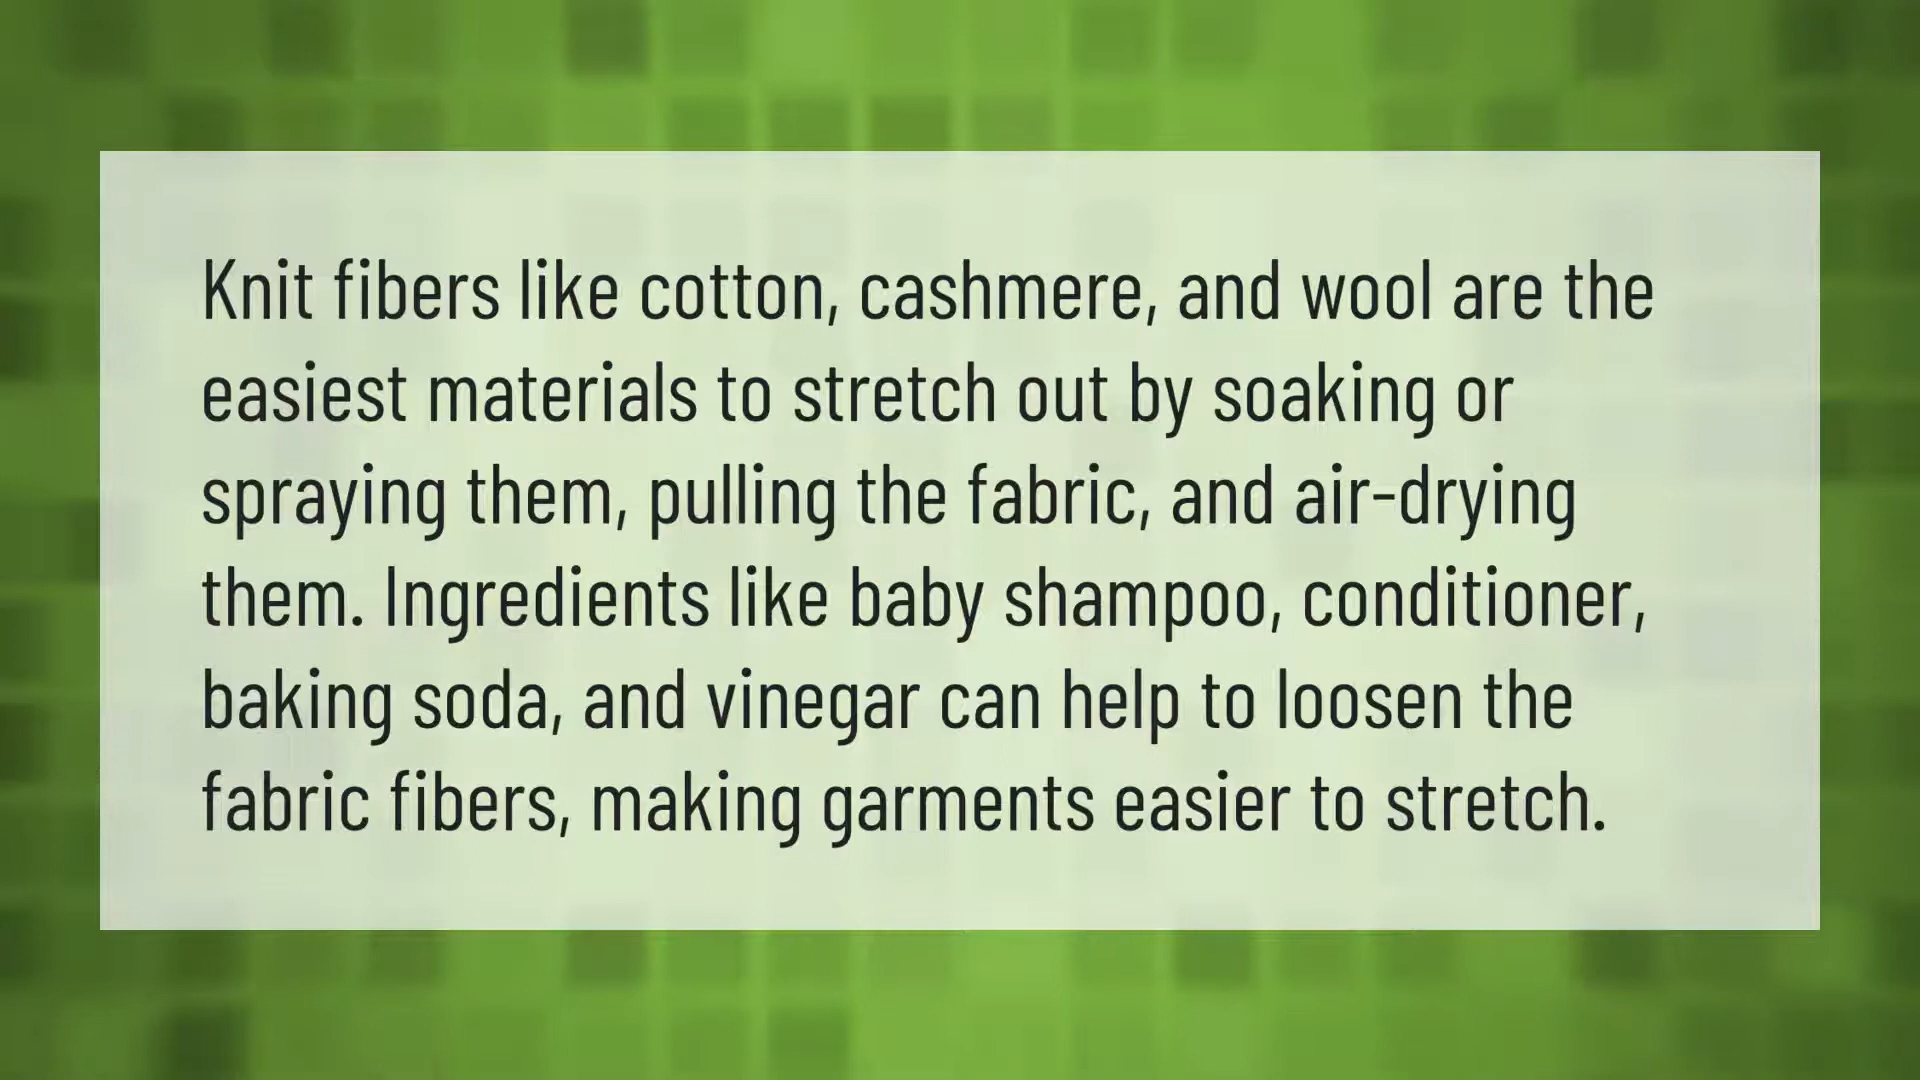 Knit fibers like cotton, cashmere, and wool are the
easiest materials to stretch out by soaking or
spraying them, pulling the fabric, and air-drying
them. Ingredients like baby shampoo, conditioner,
baking soda, and vinegar can help to loosen the
fabric fibers, making garments easier to stretch.